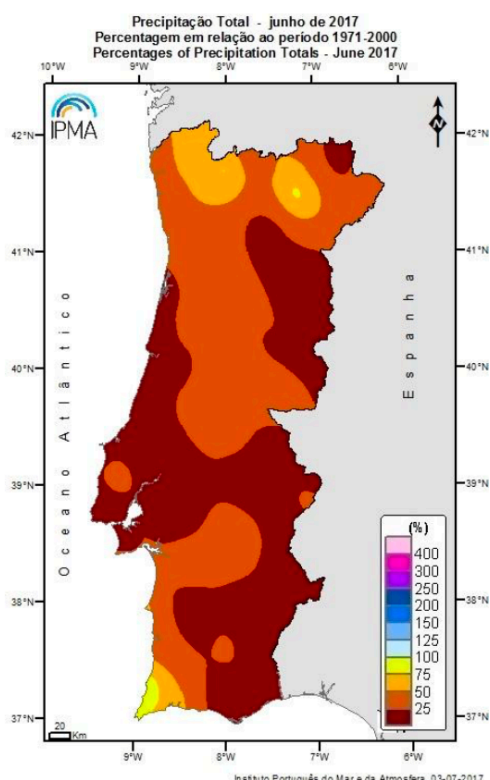 Precipitação Total - junho de 2017
Percentagem em relação ao período 1971-2000
Percentages of Precipitation Totals - June 2017
10°W 9°W 8°W 7°W 6°W
IPMA
N
42°N 42°N
41°N 41°N
40°N 40°N
39°N 39°N
38°N 38°N
37°N 37°N
Oceano Atlântico
Espanha
(%)
400
300
250
200
150
125
100
75
50
25
20
Km
9°W 8°W 7°W 6°W
Instituto Português do Mar e da Atmosfera, 03-07-2017